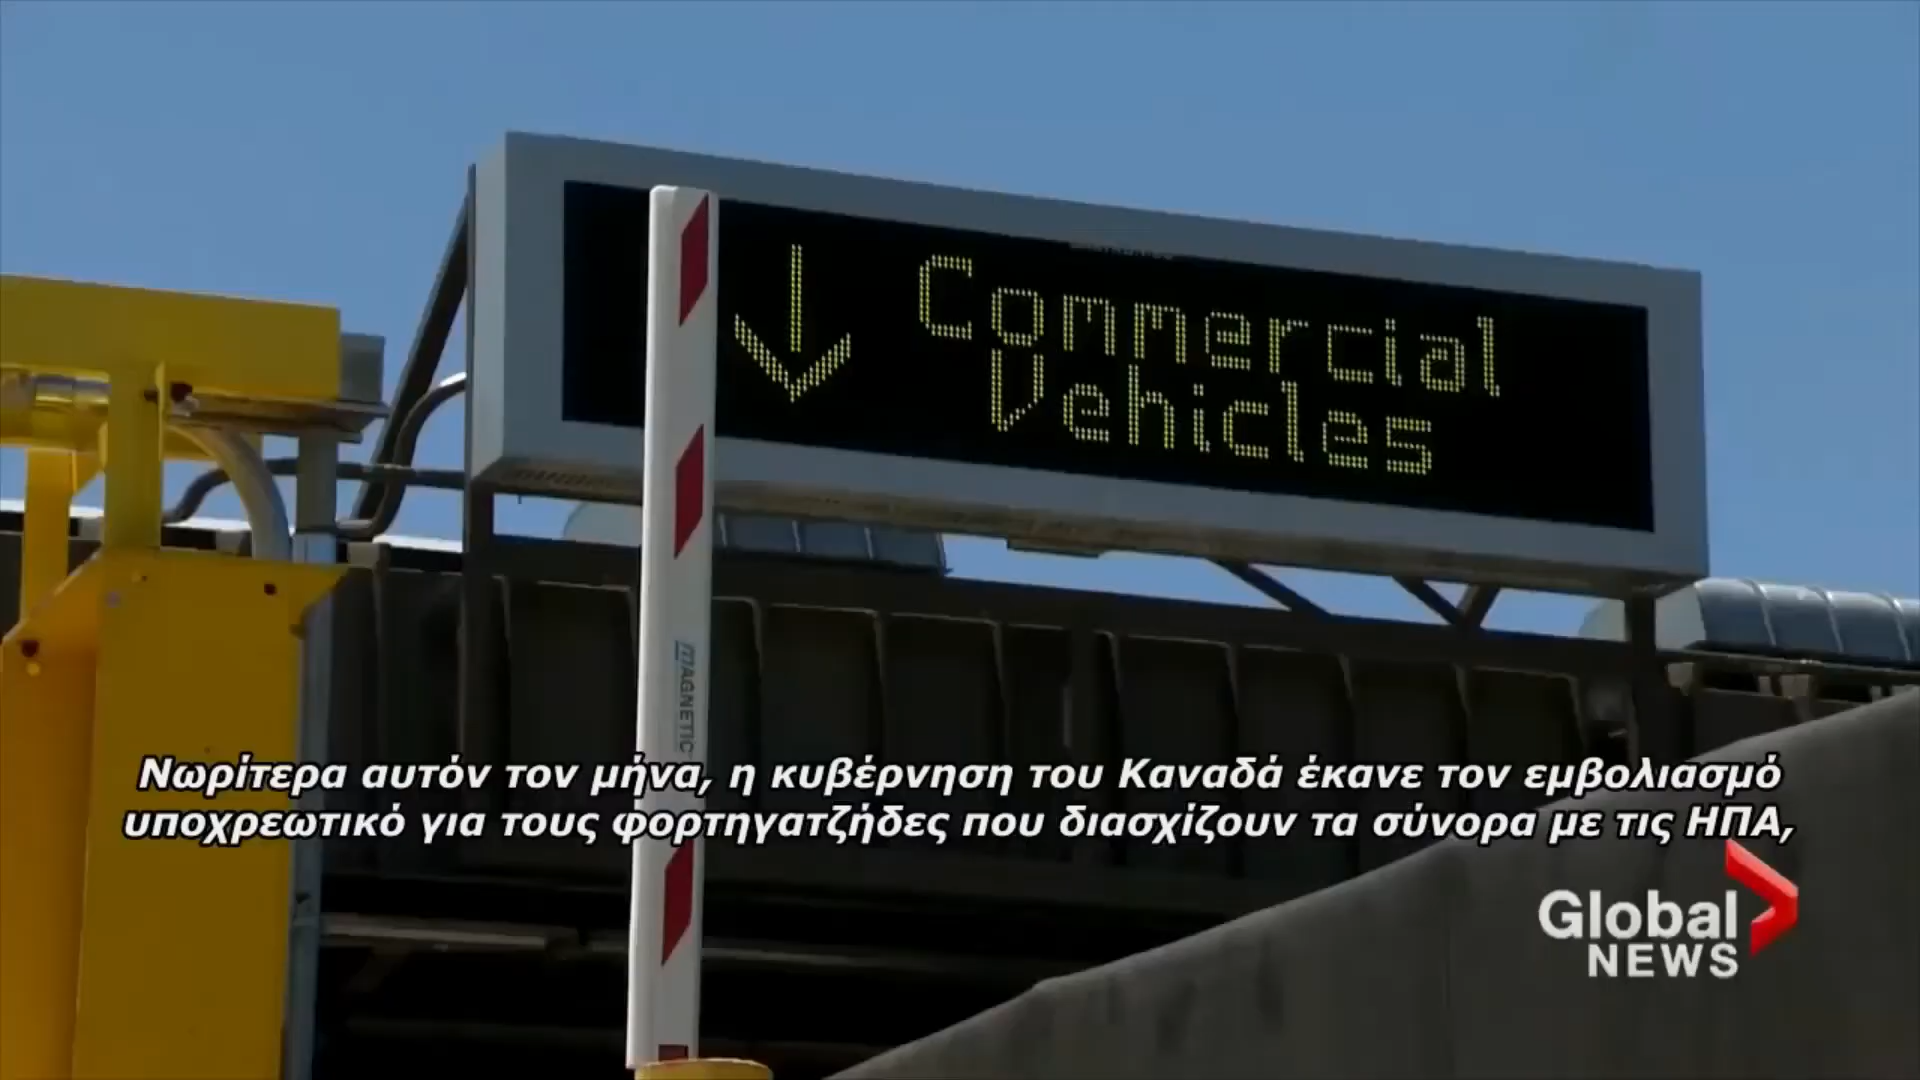 Commercial
Vehicles
MAGNETIC
Νωρίτερα αυτόν τον μήνα, η κυβέρνηση του Καναδά έκανε τον εμβολιασμό
υποχρεωτικό για τους φορτηγατζήδες που διασχίζουν τα σύνορα με τις ΗΠΑ,
Global
NEWS